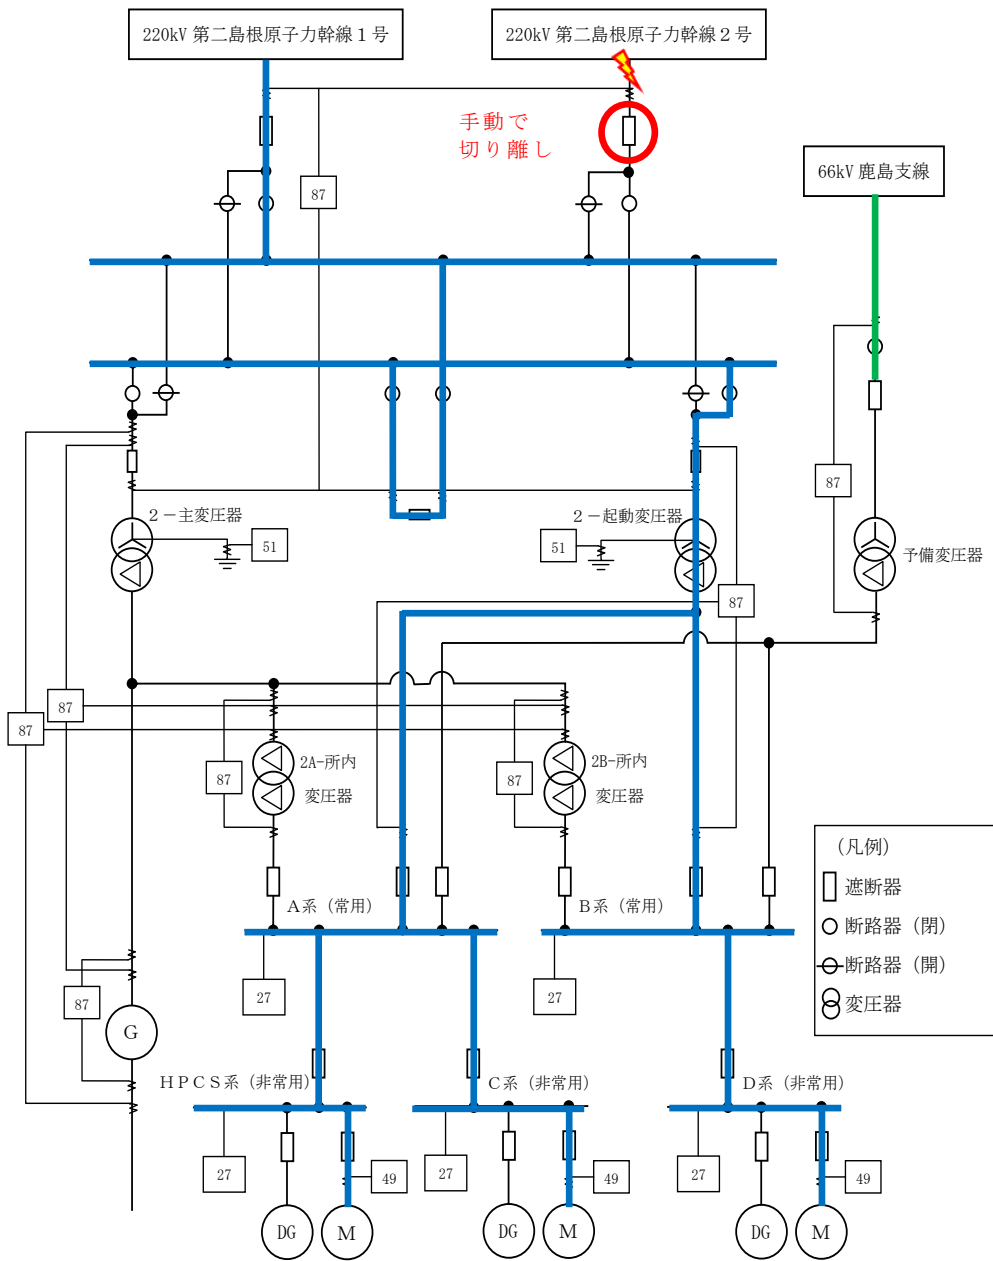 220kV 第二島根原子力幹線1号
220kV 第二島根原子力幹線2号
手動で
切り離し
66kV 鹿島支線
87
87
2－主変圧器
2－起動変圧器
51
51
予備変圧器
87
87
87
2A-所内
変圧器
87
2B-所内
変圧器
87
(凡例)
遮断器
断路器（閉）
断路器（開）
変圧器
A系（常用）
B系（常用）
27
27
87
G
HPCS系（非常用）
C系（非常用）
D系（非常用）
27
49
27
49
27
49
DG
M
DG
M
DG
M